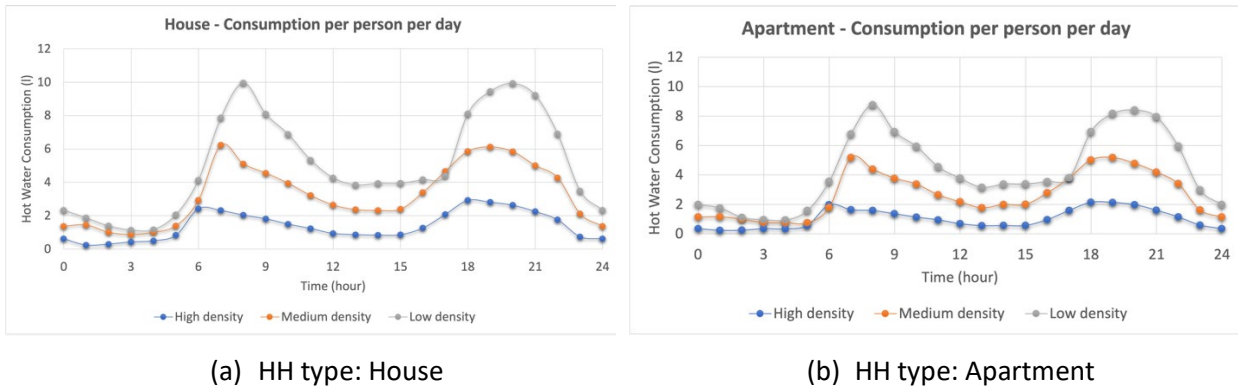 House - Consumption per person per day
Hot Water Consumption (l)
12
10
8
6
4
2
0
0 3 6 9 12 15 18 21 24
Time (hour)
High density Medium density Low density
(a) HH type: House
Apartment - Consumption per person per day
Hot Water Consumption (l)
12
10
8
6
4
2
0
0 3 6 9 12 15 18 21 24
Time (hour)
High density Medium density Low density
(b) HH type: Apartment